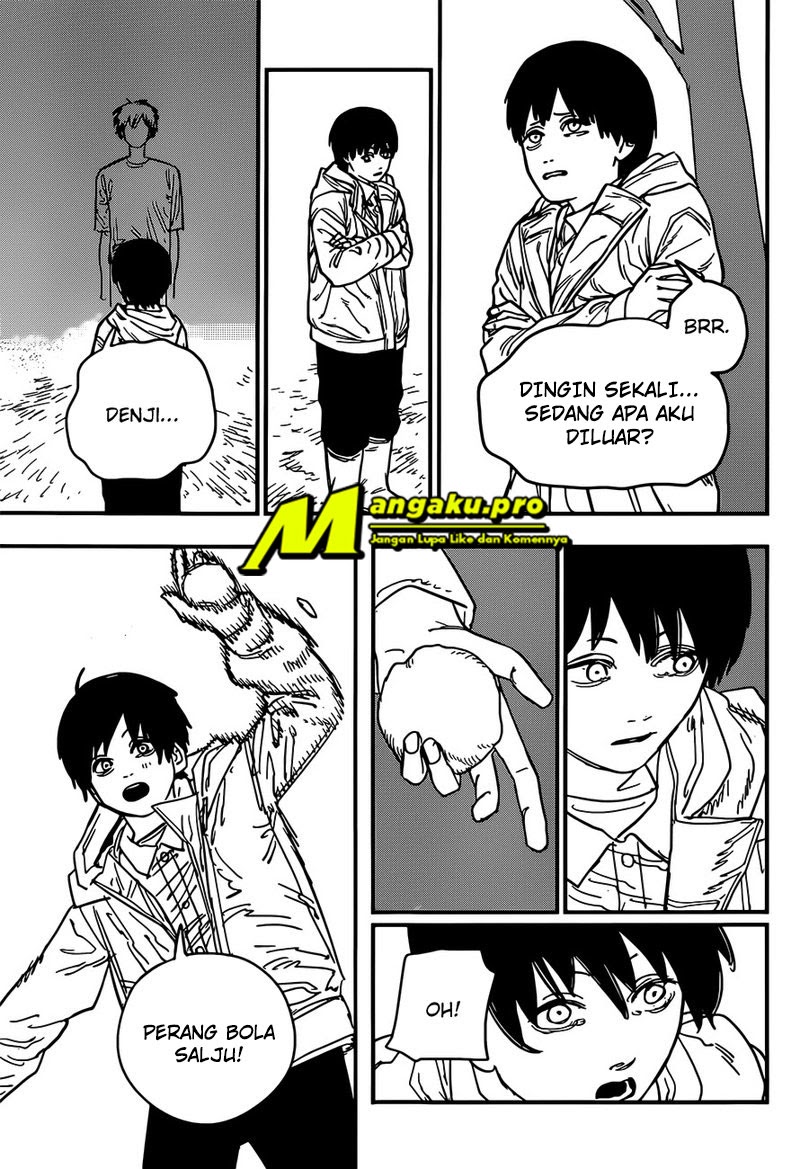 BRR.
DINGIN SEKALI...
SEDANG APA AKU
DILUAR?
DENJI...
Mangaku.pro
Jangan Lupa Like dan Komennya
OH!
PERANG BOLA
SALJU!